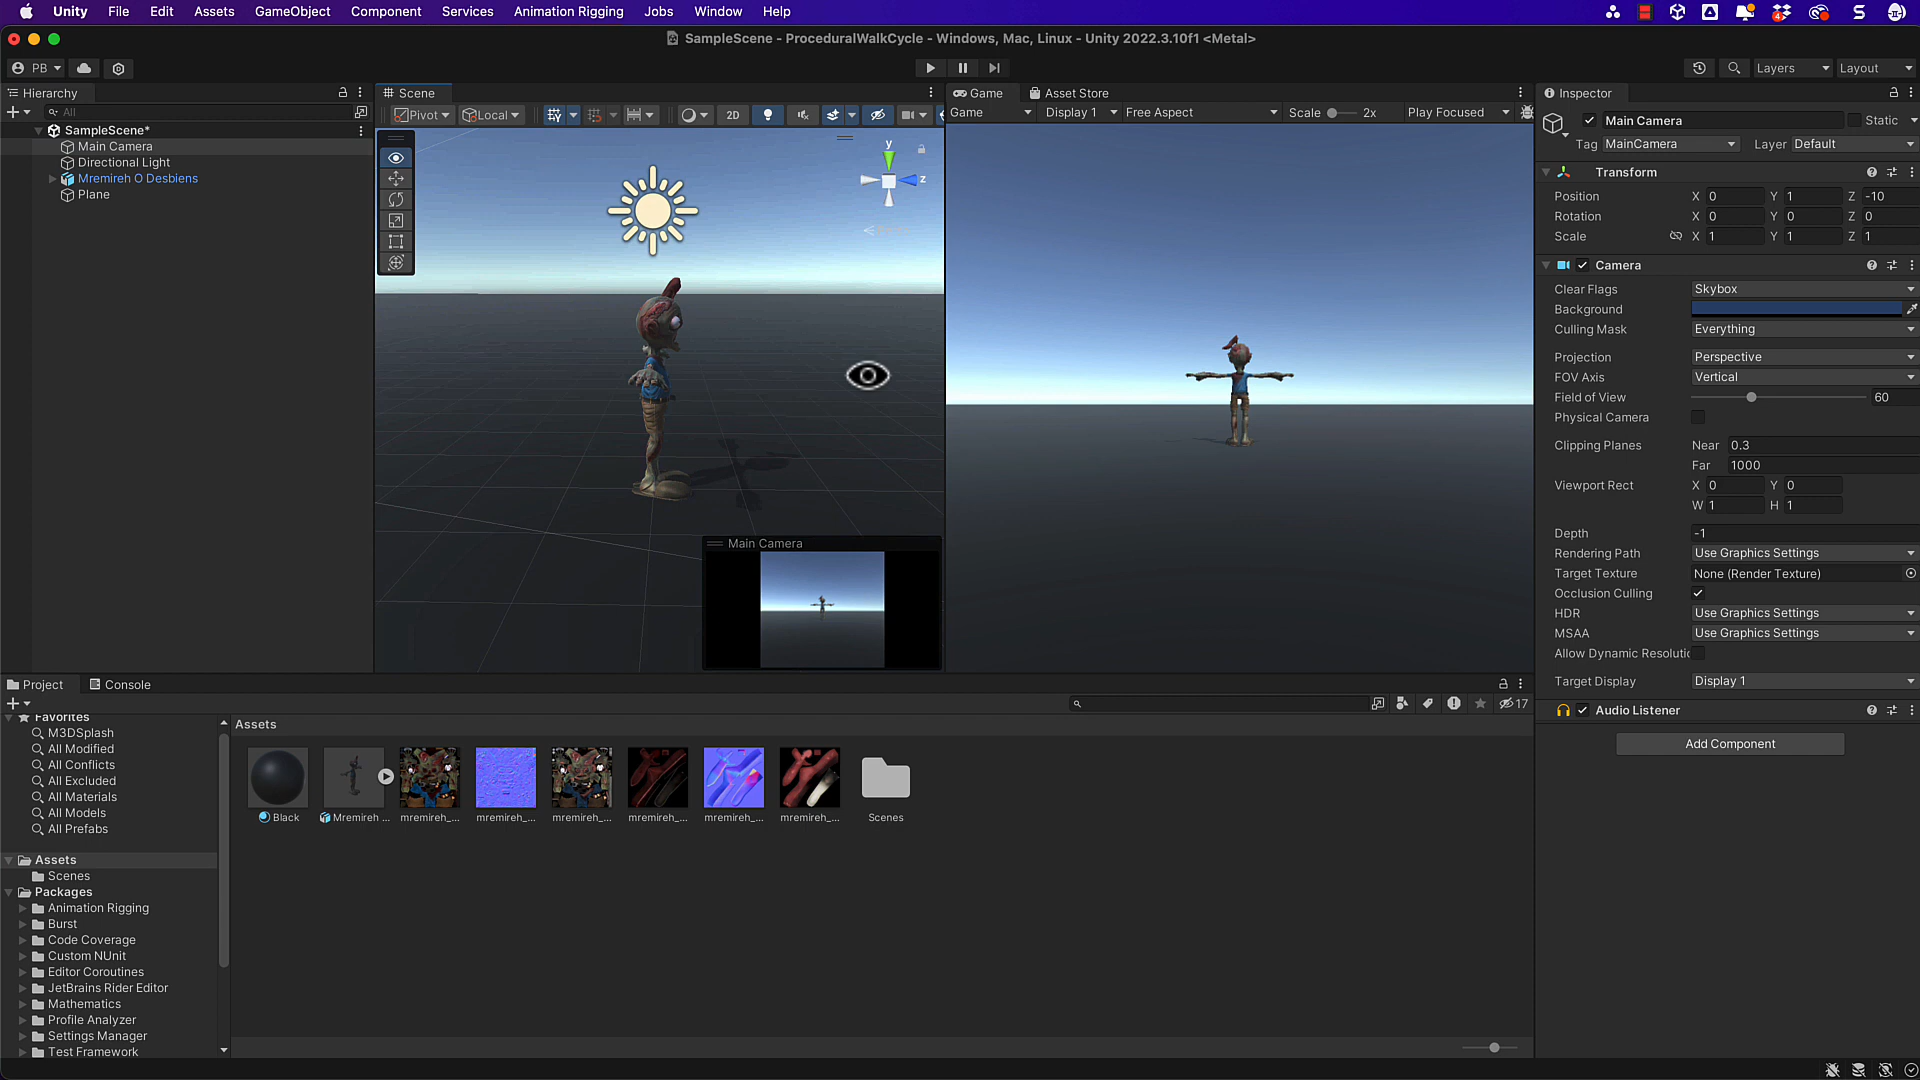 Unity File Edit Assets GameObject Component Services Animation Rigging Jobs Window Help
SampleScene - ProceduralWalkCycle - Windows, Mac, Linux - Unity 2022.3.10f1 <Metal>
PB
Layers Layout
Hierarchy
All
SampleScene*
Main Camera
Directional Light
Mremireh O Desbiens
Plane
Scene
Pivot Local 2D
y
z
Main Camera
Game Asset Store
Game Display 1 Free Aspect Scale 2x Play Focused
Inspector
Main Camera Static
Tag MainCamera Layer Default
Transform
Position X 0 Y 1 Z -10
Rotation X 0 Y 0 Z 0
Scale X 1 Y 1 Z 1
Camera
Clear Flags Skybox
Background
Culling Mask Everything
Projection Perspective
FOV Axis Vertical
Field of View 60
Physical Camera
Clipping Planes Near 0.3
Far 1000
Viewport Rect X 0 Y 0
W 1 H 1
Depth -1
Rendering Path Use Graphics Settings
Target Texture None (Render Texture)
Occlusion Culling
HDR Use Graphics Settings
MSAA Use Graphics Settings
Allow Dynamic Resolutic
Target Display Display 1
Audio Listener
Add Component
Project Console
17
Favorites
M3DSplash
All Modified
All Conflicts
All Excluded
All Materials
All Models
All Prefabs
Assets
Scenes
Packages
Animation Rigging
Burst
Code Coverage
Custom NUnit
Editor Coroutines
JetBrains Rider Editor
Mathematics
Profile Analyzer
Settings Manager
Test Framework
Assets
Black Mremireh ... mremireh_... mremireh_... mremireh_... mremireh_... mremireh_... mremireh_... Scenes